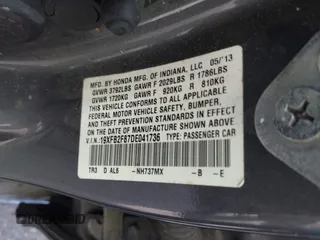 MFD. BY HONDA MFG. OF INDIANA, LLC 05/'13
GVWR 3792LBS GAWR F 2029LBS R 1786LBS
GVWR 1720KG GAWR F 920KG R 810KG
THIS VEHICLE CONFORMS TO ALL APPLICABLE
FEDERAL MOTOR VEHICLE SAFETY, BUMPER,
AND THEFT PREVENTION STANDARDS IN EFFECT
ON THE DATE OF MANUFACTURE SHOWN ABOVE.
V.I.N.: 19XFB2F87DE041736 TYPE: PASSENGER CAR
TR3 D AL6 -NH737MX -B -E